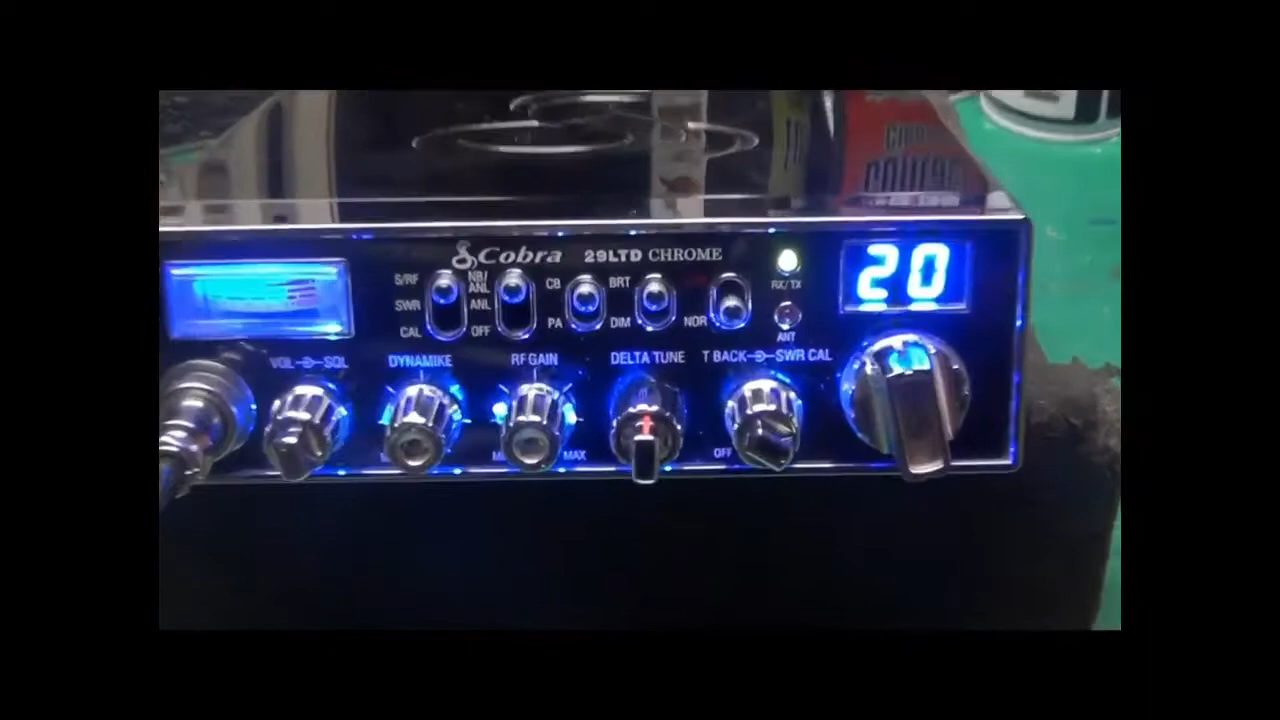 Cobra 29LTD CHROME
20
S/RF
NB/
ANL
CB
BRT
RX/TX
SWR
ANL
CAL
OFF
PA
DIM
NOR
ANT
VOL SQL
DYNAMIKE
RF GAIN
DELTA TUNE
T BACK SWR CAL
MAX
OFF